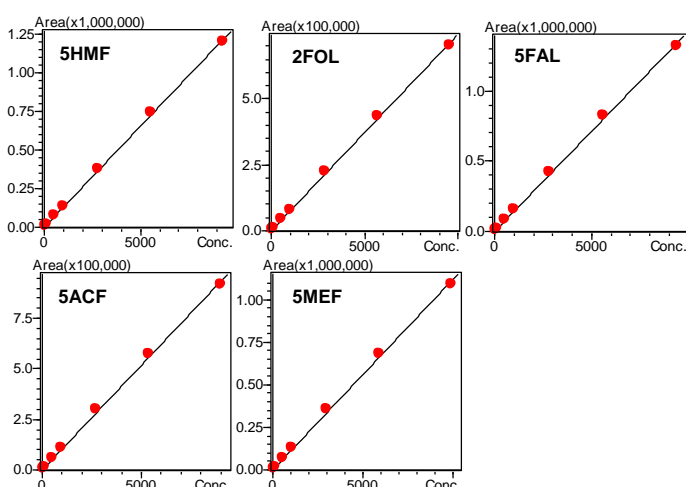 Area(x1,000,000)
5HMF
1.25
1.00
0.75
0.50
0.25
0.00
0
5000
Conc.
Area(x100,000)
2FOL
5.0
2.5
0.0
0
5000
Conc.
Area(x1,000,000)
5FAL
1.0
0.5
0.0
0
5000
Conc.
Area(x100,000)
5ACF
7.5
5.0
2.5
0.0
0
5000
Conc.
Area(x1,000,000)
5MEF
1.00
0.75
0.50
0.25
0.00
0
5000
Conc.